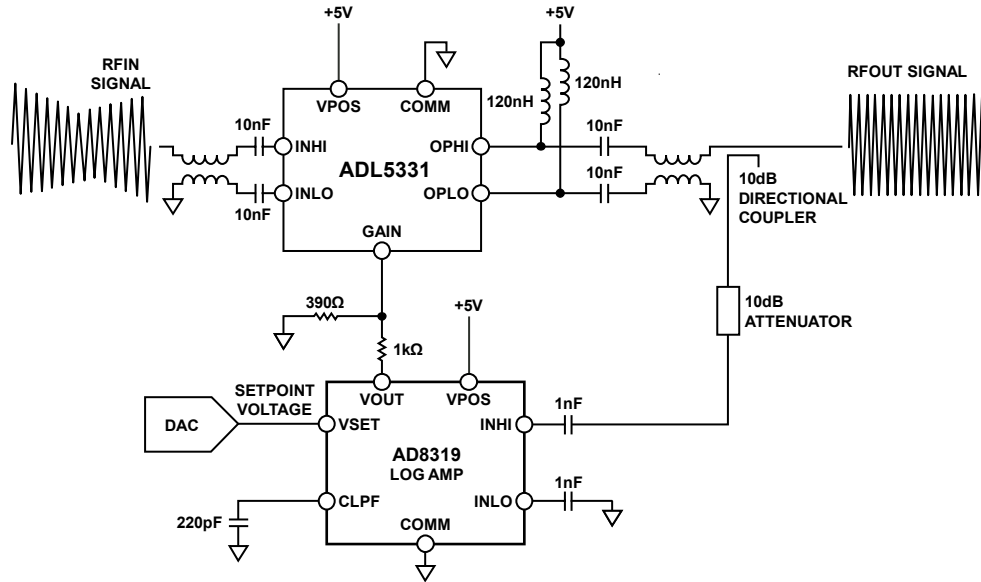 +5V
+5V
RFIN
SIGNAL
RFOUT SIGNAL
120nH
120nH
VPOS
COMM
10nF
10nF
INHI
OPHI
ADL5331
10nF
10dB
DIRECTIONAL
COUPLER
INLO
OPLO
10nF
GAIN
390Ω
+5V
10dB
ATTENUATOR
1kΩ
SETPOINT
VOLTAGE
VOUT
VPOS
1nF
DAC
VSET
INHI
AD8319
LOG AMP
1nF
CLPF
INLO
220pF
COMM